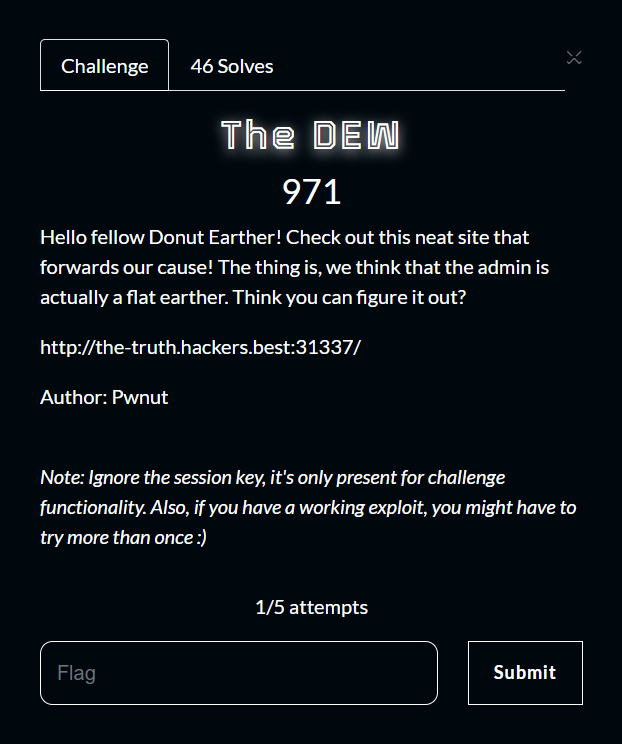 Challenge
46 Solves
The DEW
971
Hello fellow Donut Earther! Check out this neat site that
forwards our cause! The thing is, we think that the admin is
actually a flat earther. Think you can figure it out?
http://the-truth.hackers.best:31337/
Author: Pwnut
Note: Ignore the session key, it's only present for challenge
functionality. Also, if you have a working exploit, you might have to
try more than once :)
1/5 attempts
Flag
Submit